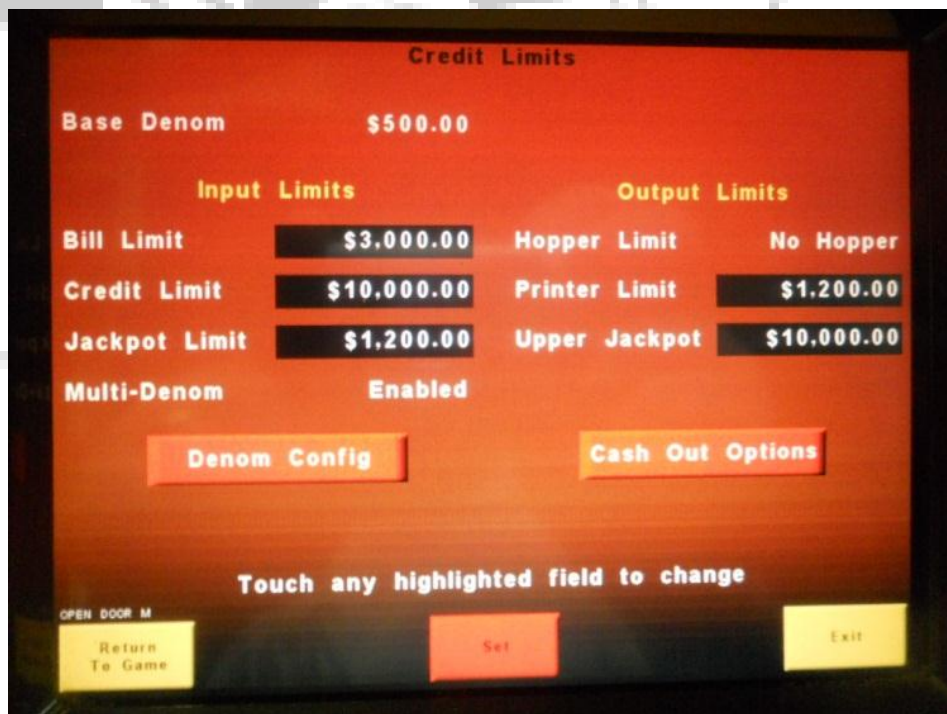 Credit Limits
Base Denom $500.00
Input Limits Output Limits
Bill Limit $3,000.00 Hopper Limit No Hopper
Credit Limit $10,000.00 Printer Limit $1,200.00
Jackpot Limit $1,200.00 Upper Jackpot $10,000.00
Multi-Denom Enabled
Denom Config Cash Out Options
Touch any highlighted field to change
OPEN DOOR M
Return To Game
Set
Exit